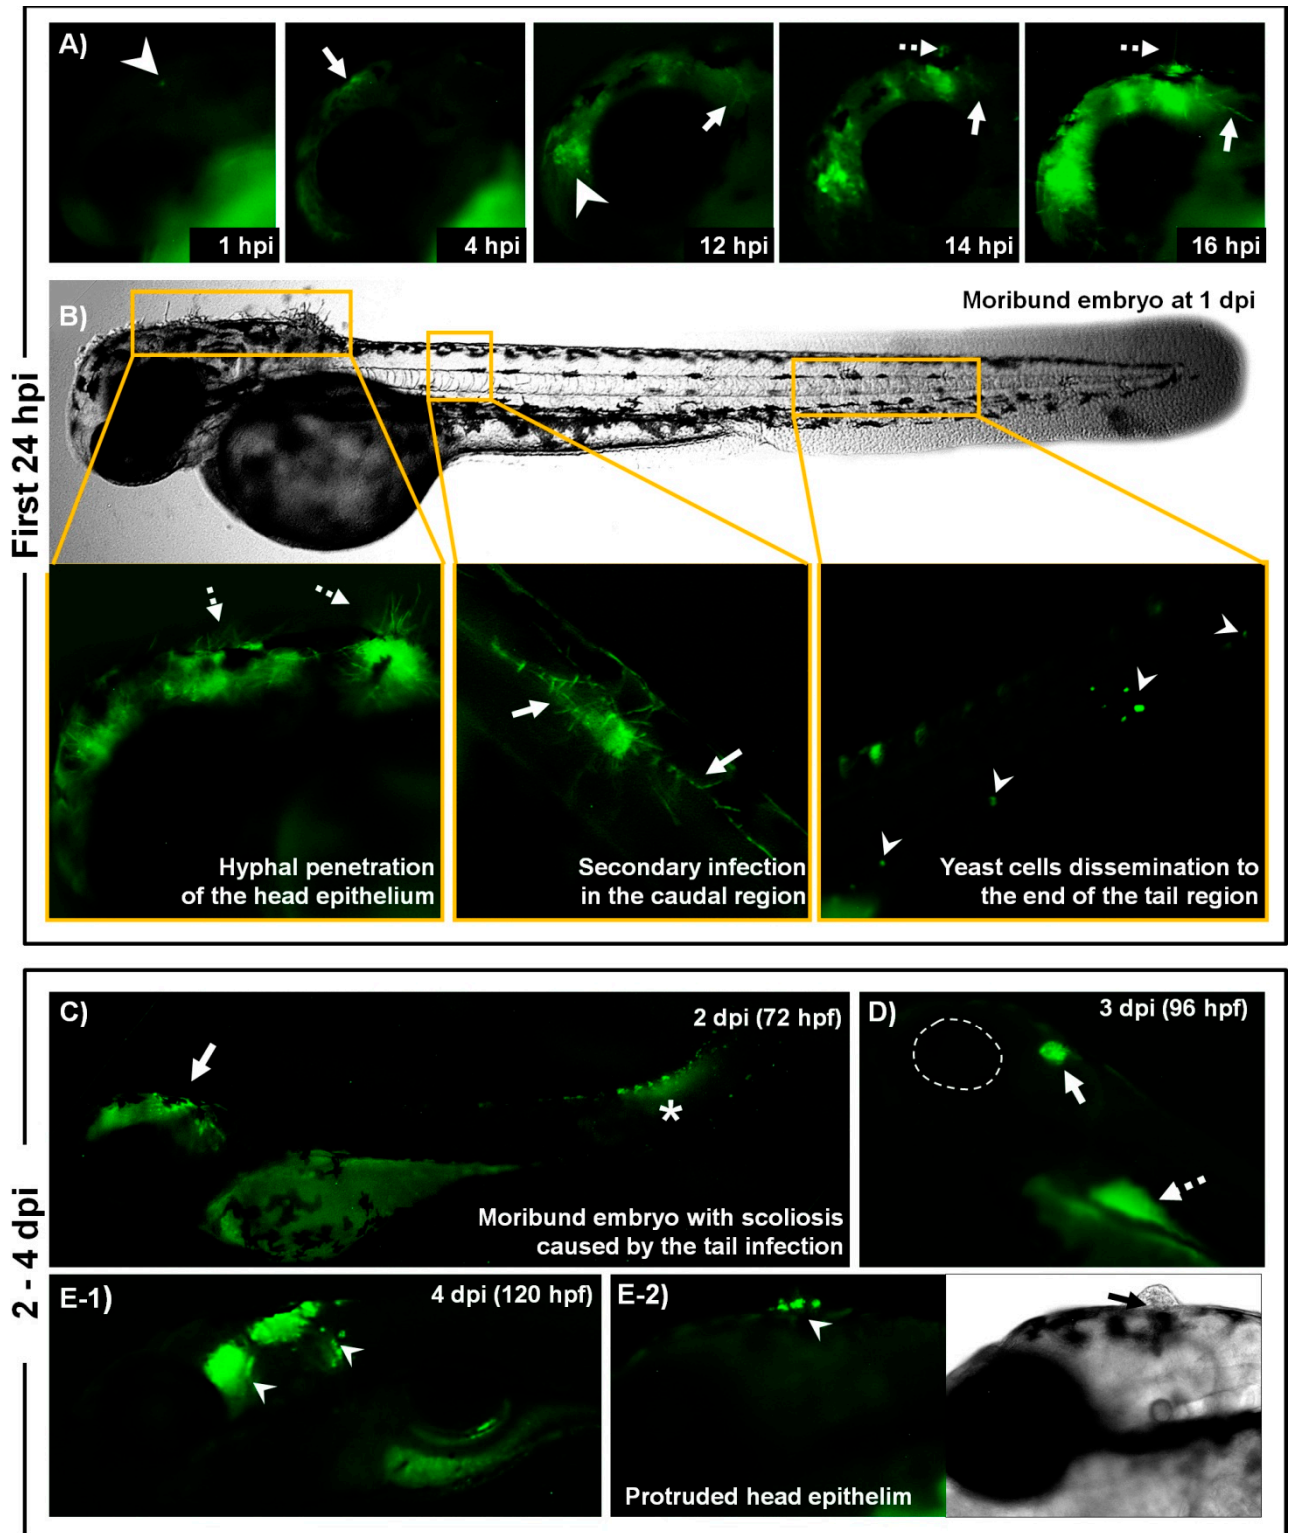 First 24 hpi
A)
1 hpi
4 hpi
12 hpi
14 hpi
16 hpi
B)
Moribund embryo at 1 dpi
Hyphal penetration
of the head epithelium
Secondary infection
in the caudal region
Yeast cells dissemination to
the end of the tail region
2 - 4 dpi
C)
2 dpi (72 hpf)
*
Moribund embryo with scoliosis
caused by the tail infection
D)
3 dpi (96 hpf)
E-1)
4 dpi (120 hpf)
E-2)
Protruded head epithelim